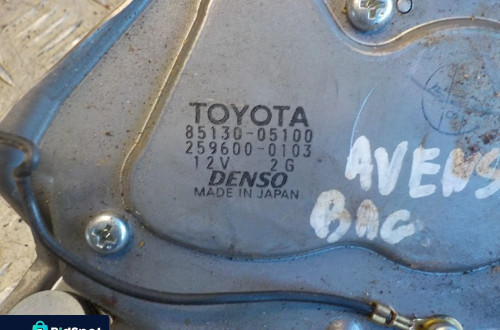 TOYOTA
85130-05100
259600-0103
12V 2G
DENSO
MADE IN JAPAN
AVENS
BAG